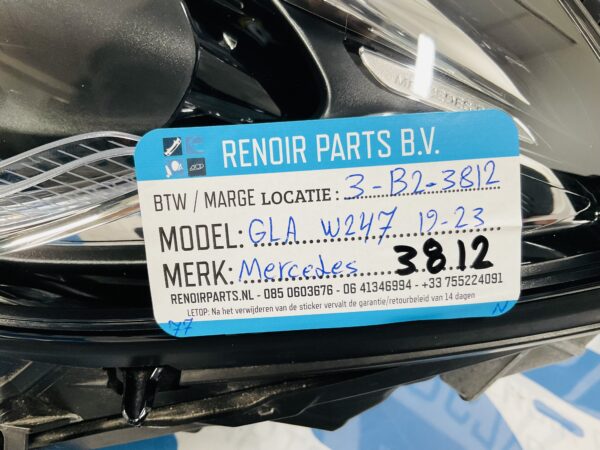 MERCEDES
RENOIR PARTS B.V.
BTW / MARGE LOCATIE: 3-B2-3812
MODEL: GLA W247 19-23
MERK: Mercedes 3812
RENOIRPARTS.NL - 085 0603676 - 06 41346994 - +33 755224091
LETOP: Na het verwijderen van de sticker vervalt de garantie/retourbeleid van 14 dagen
77 N